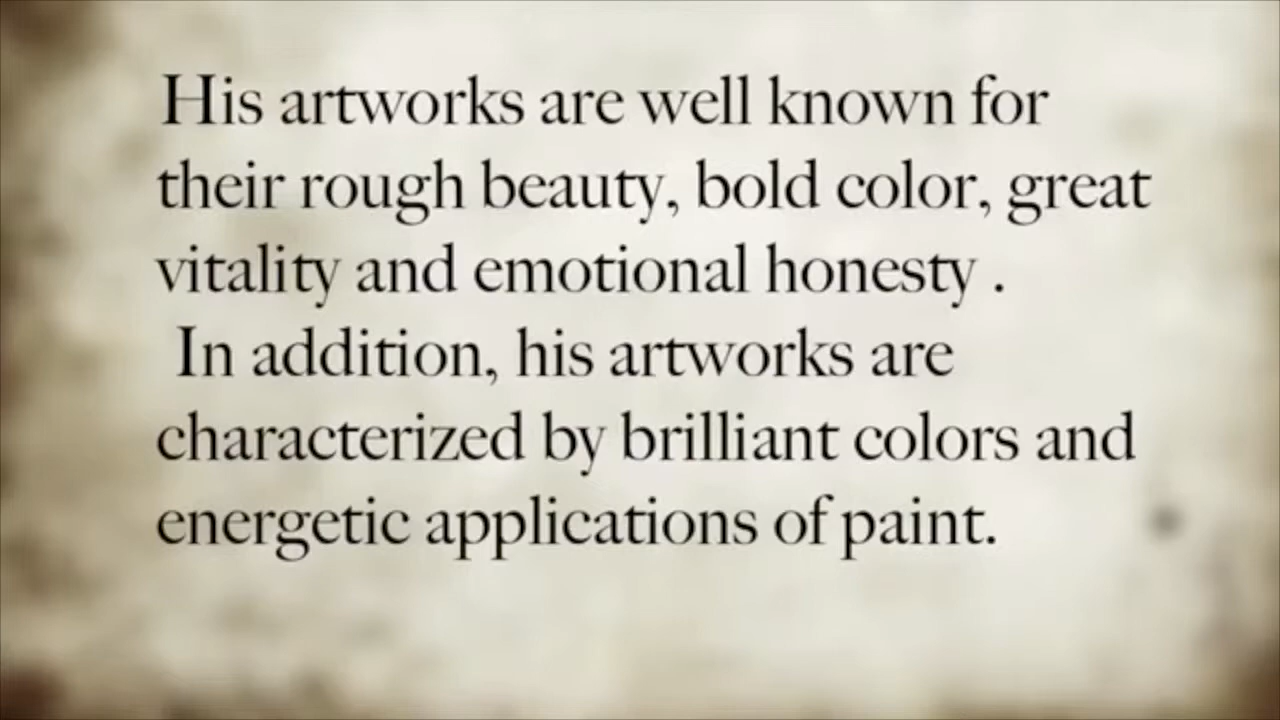 His artworks are well known for
their rough beauty, bold color, great
vitality and emotional honesty .
In addition, his artworks are
characterized by brilliant colors and
energetic applications of paint.